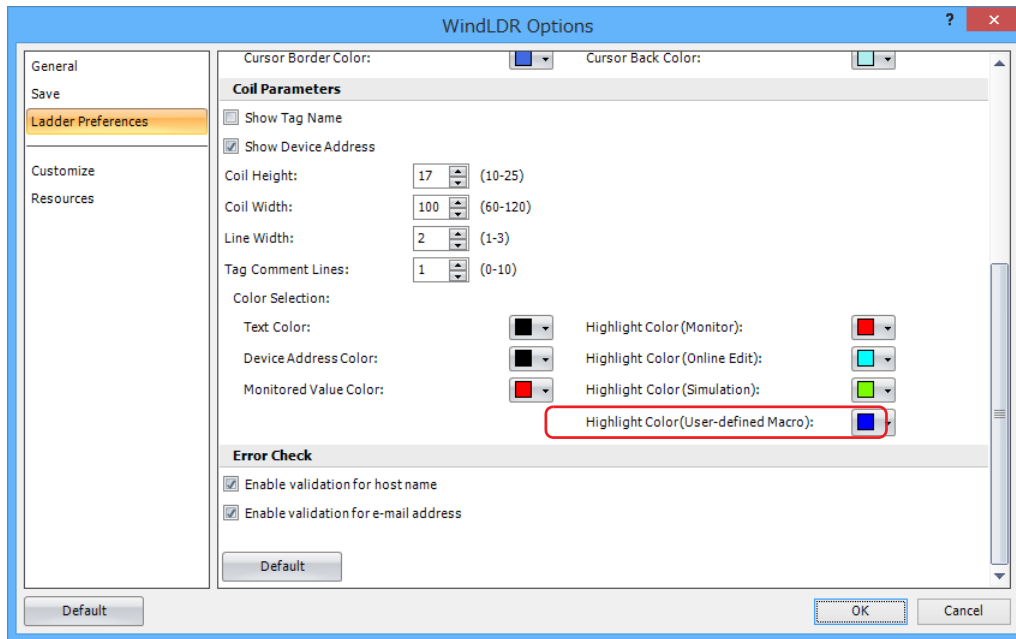 WindLDR Options
?
×
General
Save
Ladder Preferences
Customize
Resources
Cursor Border Color:
Cursor Back Color:
Coil Parameters
Show Tag Name
Show Device Address
Coil Height: 17 (10-25)
Coil Width: 100 (60-120)
Line Width: 2 (1-3)
Tag Comment Lines: 1 (0-10)
Color Selection:
Text Color: Highlight Color (Monitor):
Device Address Color: Highlight Color (Online Edit):
Monitored Value Color: Highlight Color (Simulation):
Highlight Color (User-defined Macro):
Error Check
Enable validation for host name
Enable validation for e-mail address
Default
Default
OK
Cancel